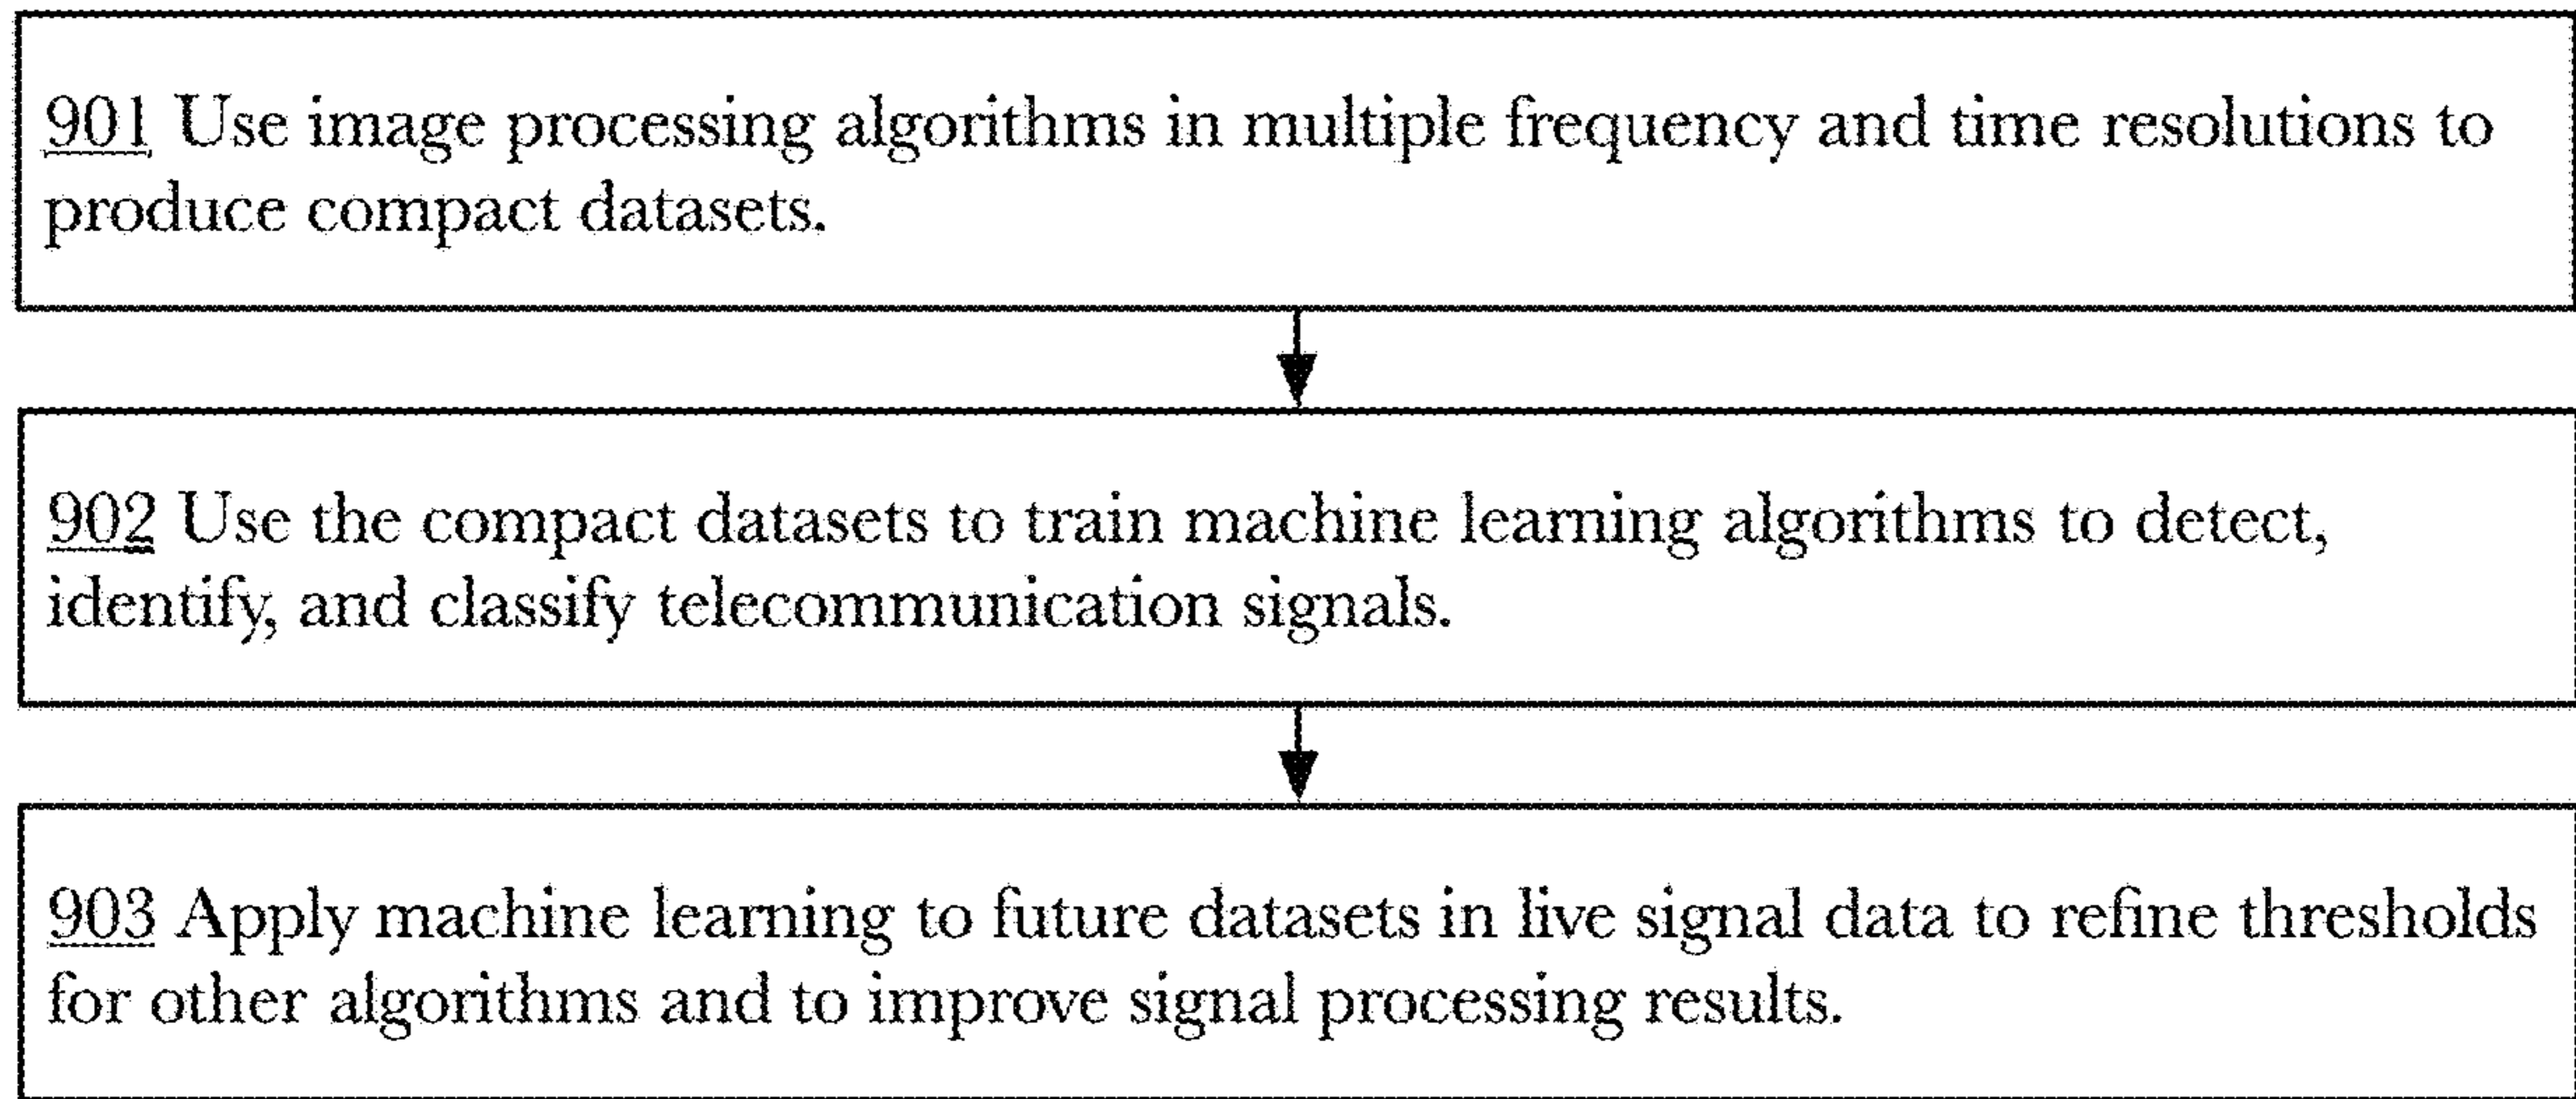 901 Use image processing algorithms in multiple frequency and time resolutions to
produce compact datasets.
902 Use the compact datasets to train machine learning algorithms to detect,
identify, and classify telecommunication signals.
903 Apply machine learning to future datasets in live signal data to refine thresholds
for other algorithms and to improve signal processing results.